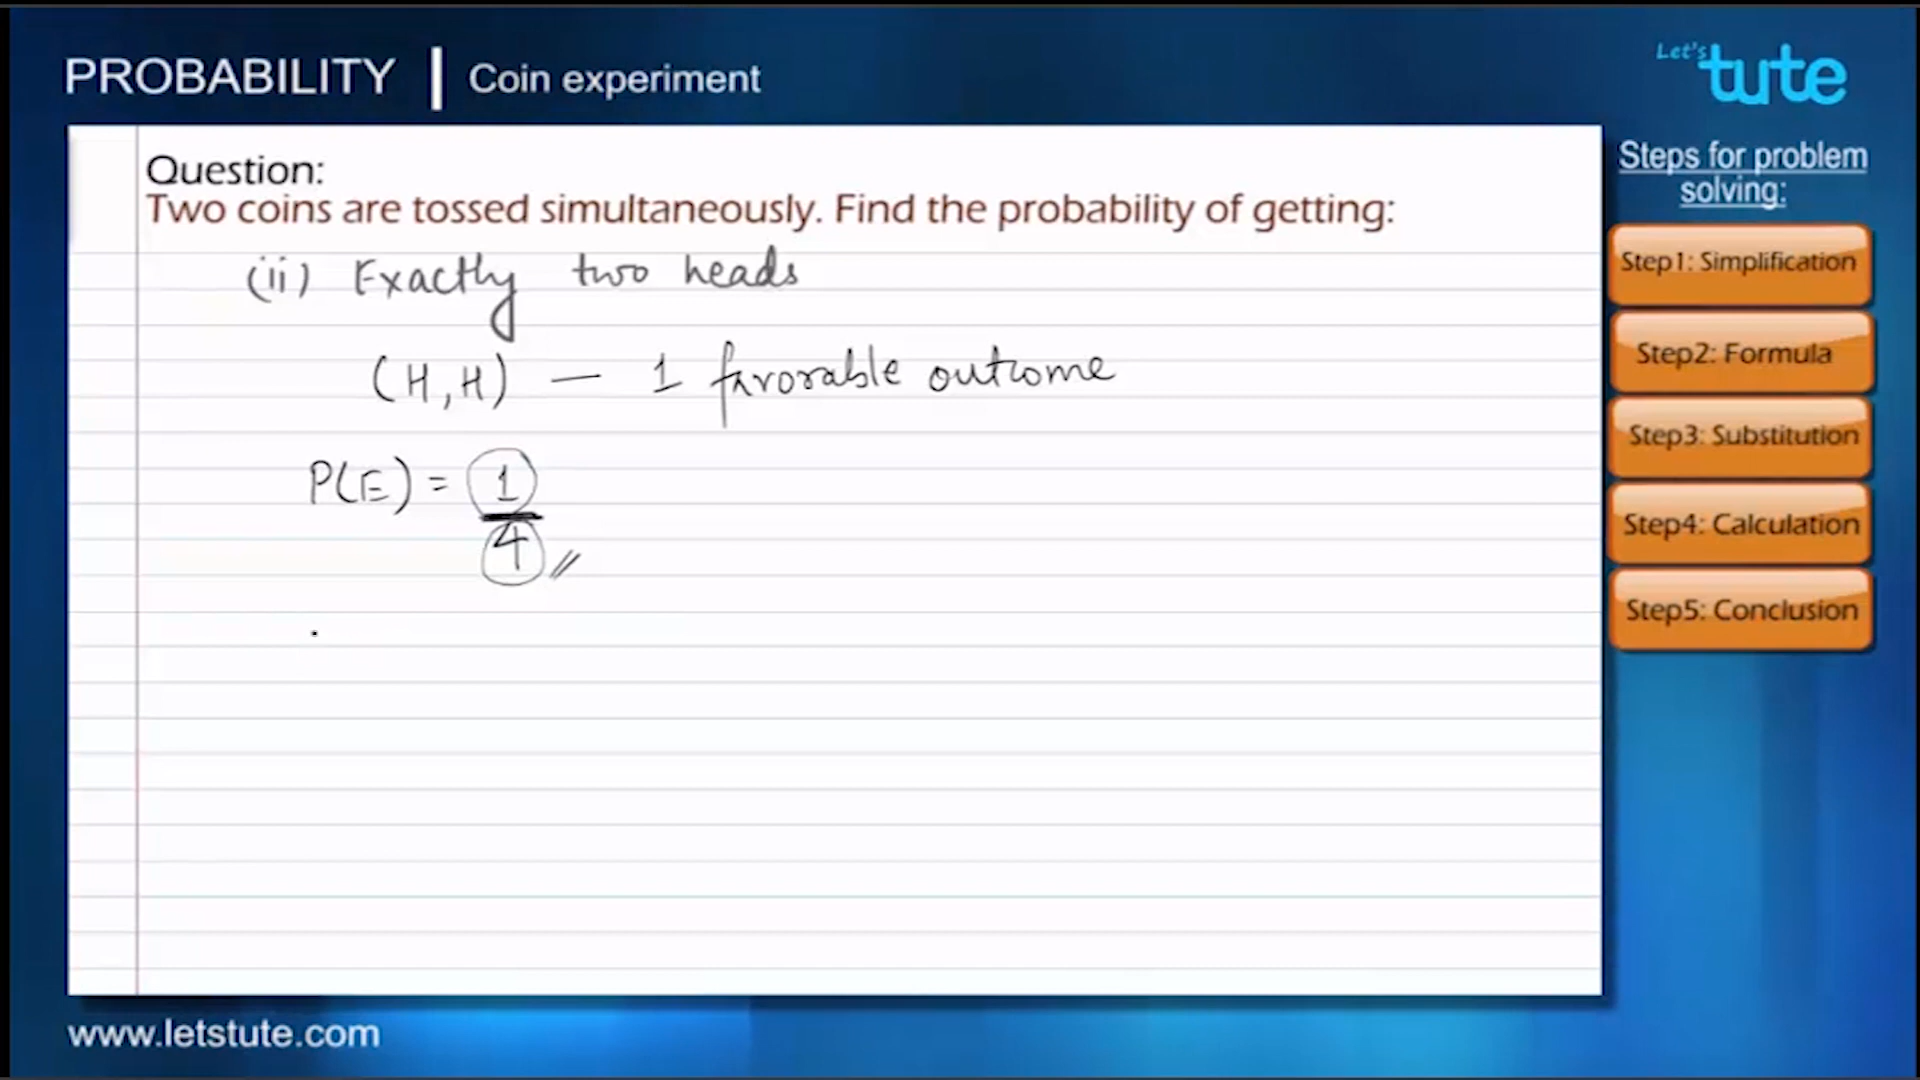 PROBABILITY | Coin experiment
Let's tute
Question:
Two coins are tossed simultaneously. Find the probability of getting:
(ii) Exactly two heads
(H,H) — 1 favorable outcome
P(E) = 1
4 //
Steps for problem
solving:
Step1: Simplification
Step2: Formula
Step3: Substitution
Step4: Calculation
Step5: Conclusion
www.letstute.com